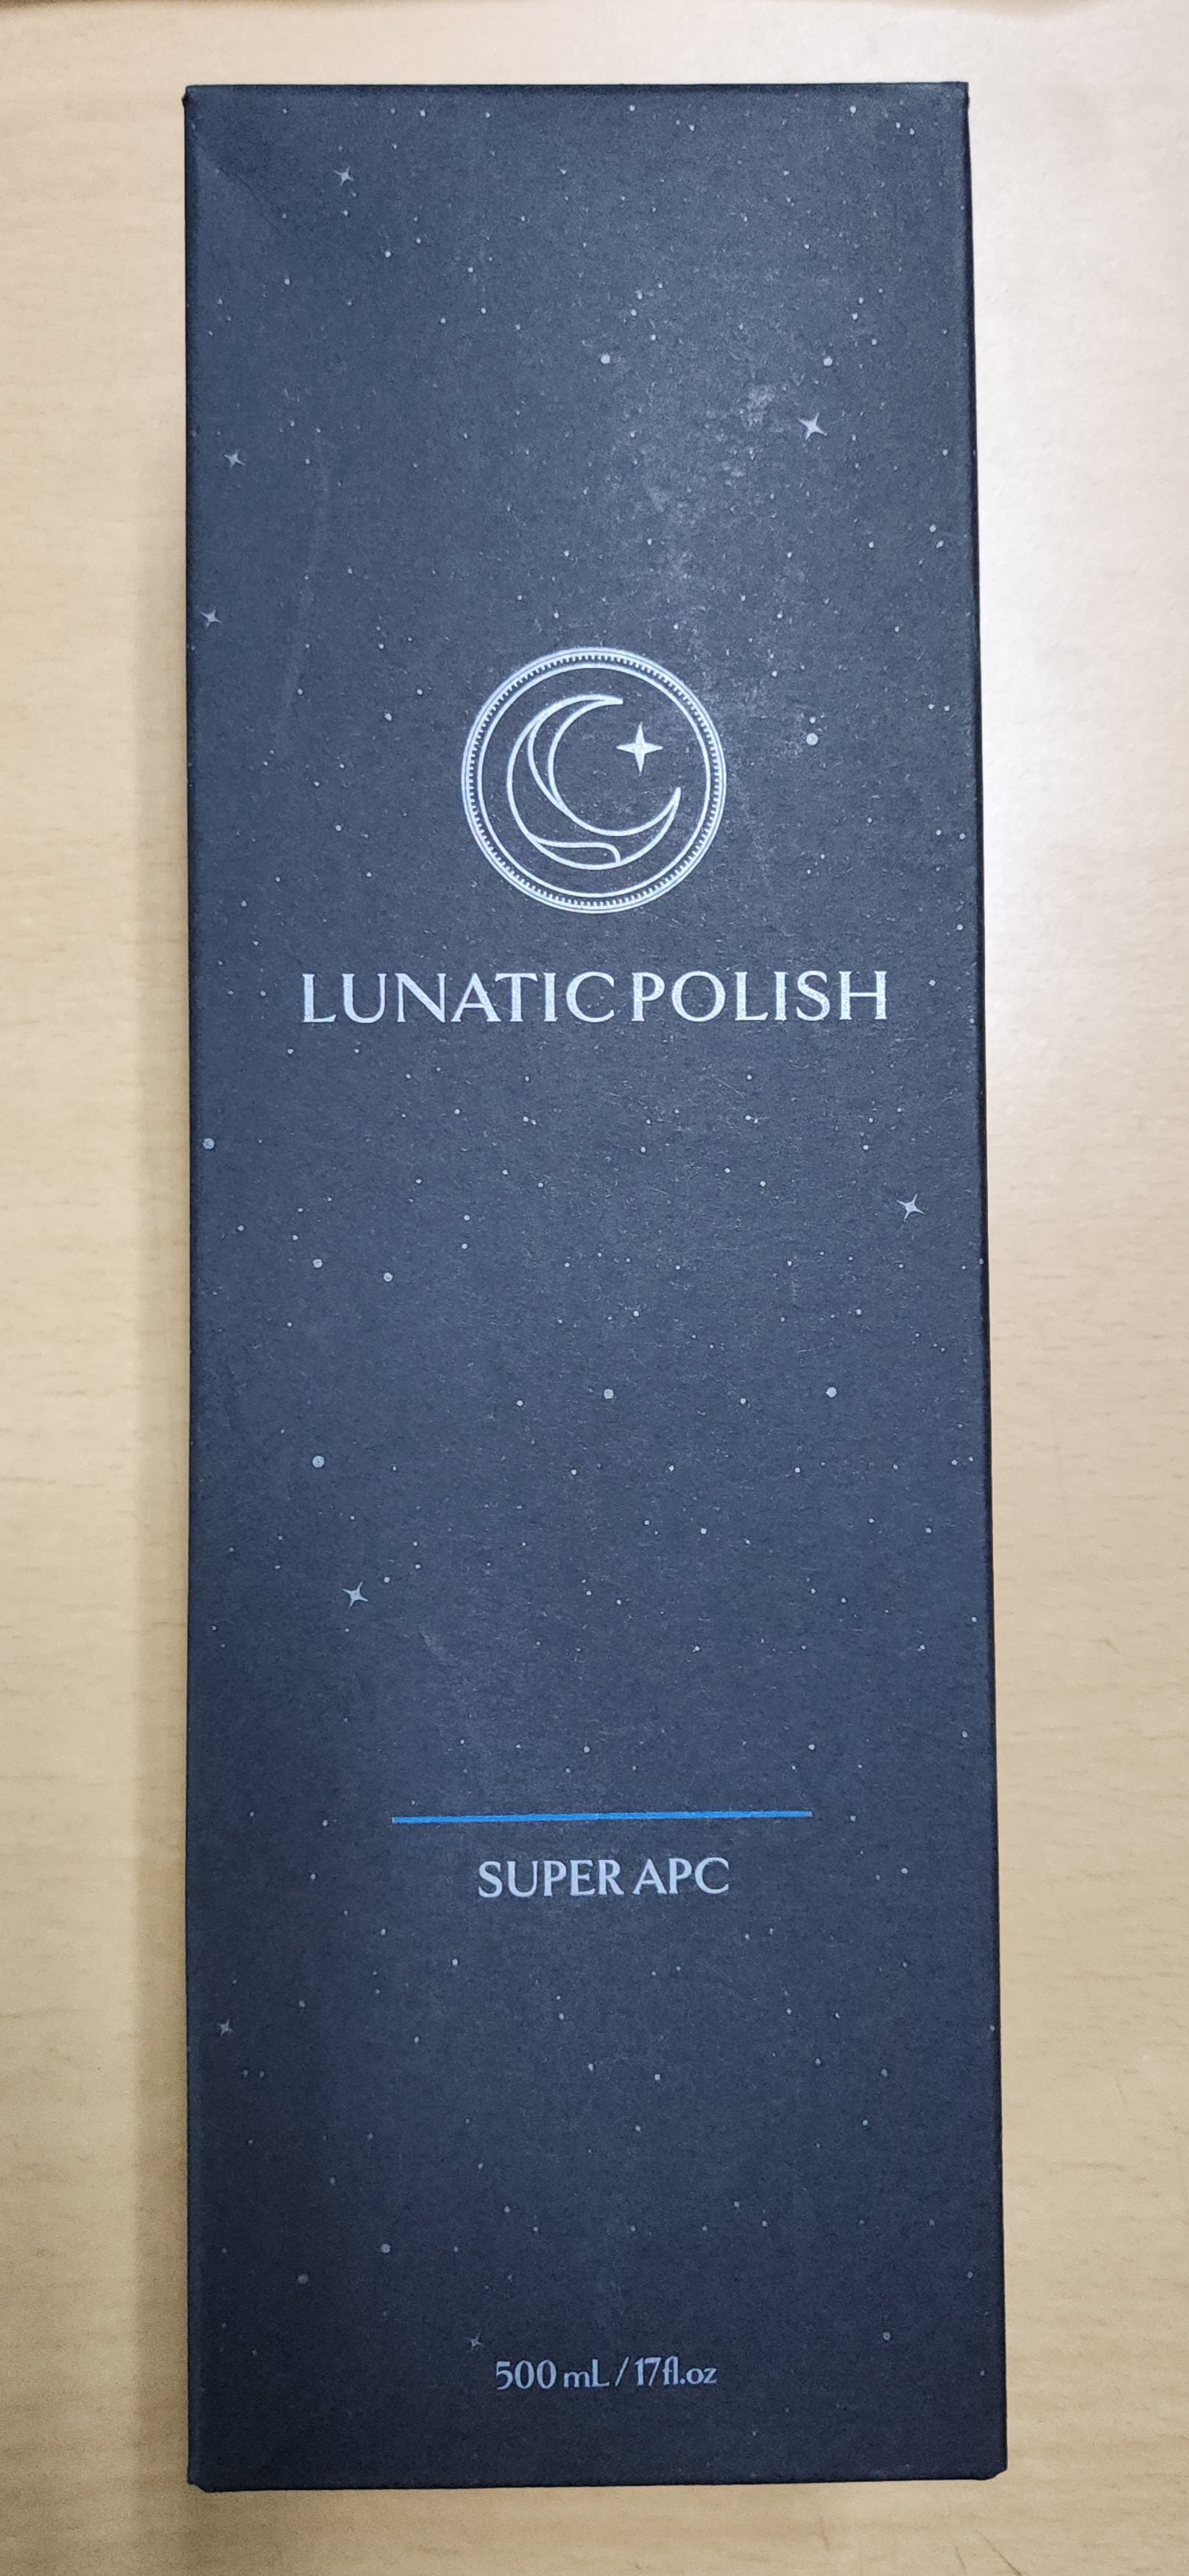 LUNATIC POLISH
SUPER APC
500 mL / 17fl.oz